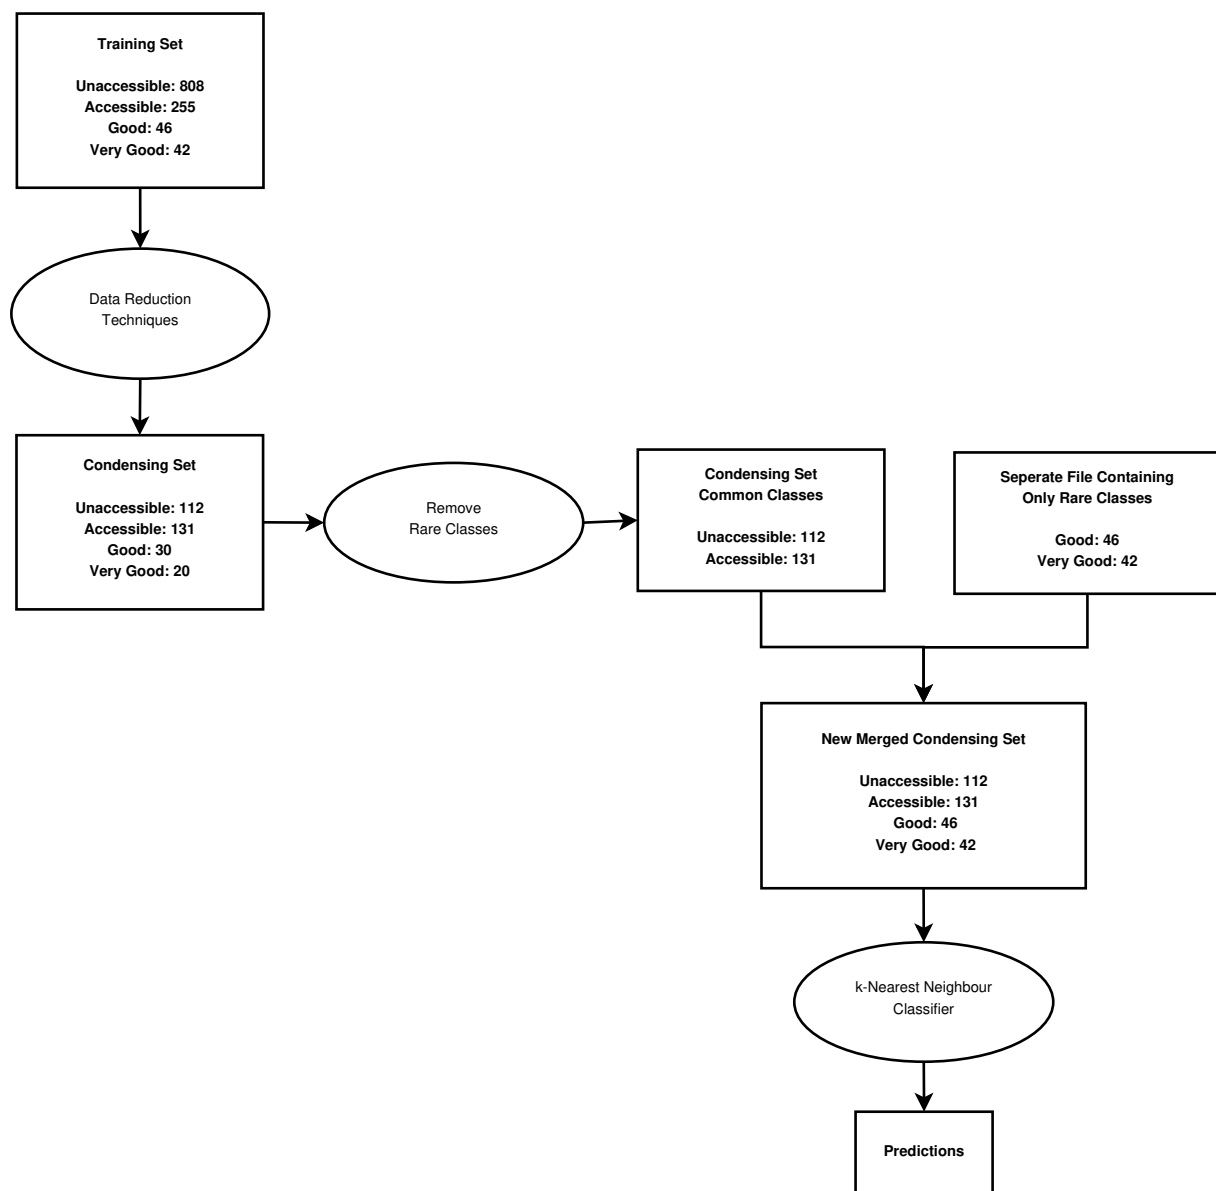 Training Set
Unaccessible: 808
Accessible: 255
Good: 46
Very Good: 42
Data Reduction
Techniques
Condensing Set
Unaccessible: 112
Accessible: 131
Good: 30
Very Good: 20
Remove
Rare Classes
Condensing Set
Common Classes
Unaccessible: 112
Accessible: 131
Seperate File Containing
Only Rare Classes
Good: 46
Very Good: 42
New Merged Condensing Set
Unaccessible: 112
Accessible: 131
Good: 46
Very Good: 42
k-Nearest Neighbour
Classifier
Predictions